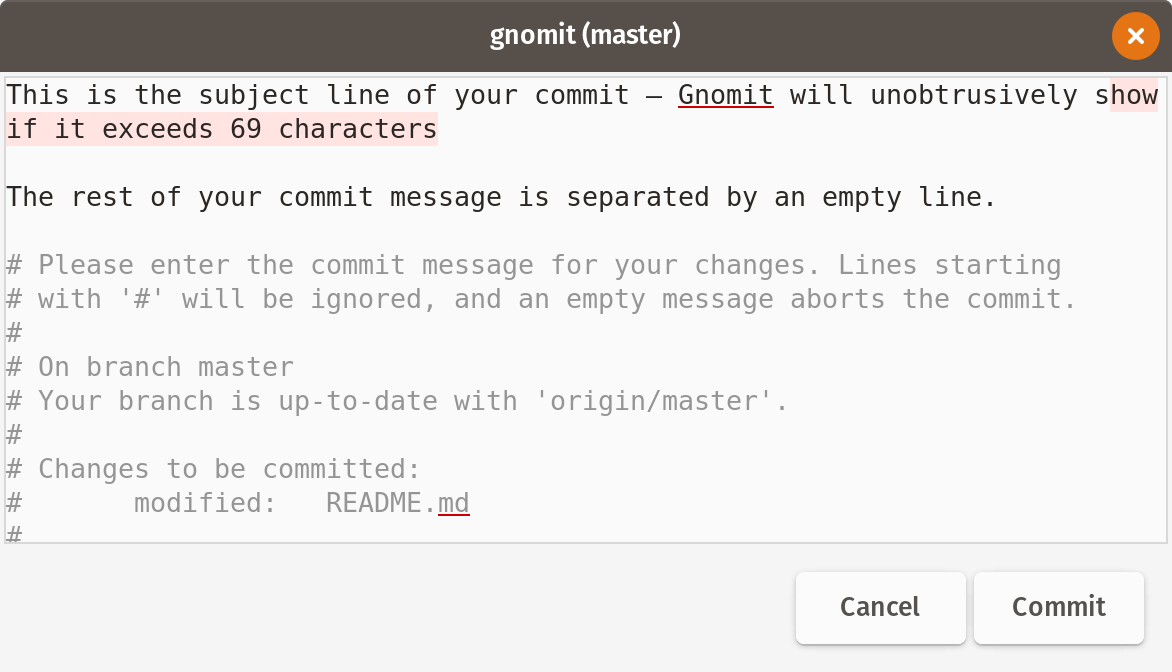 gnomit (master)
This is the subject line of your commit – Gnomit will unobtrusively show
if it exceeds 69 characters
The rest of your commit message is separated by an empty line.
# Please enter the commit message for your changes. Lines starting
# with '#' will be ignored, and an empty message aborts the commit.
#
# On branch master
# Your branch is up-to-date with 'origin/master'.
#
# Changes to be committed:
#       modified:   README.md
#
Cancel Commit